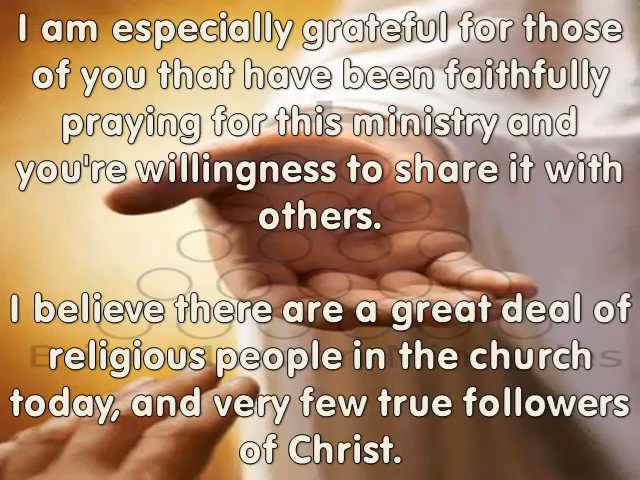 I am especially grateful for those
of you that have been faithfully
praying for this ministry and
you're willingness to share it with
others.
I believe there are a great deal of
religious people in the church
today, and very few true followers
of Christ.